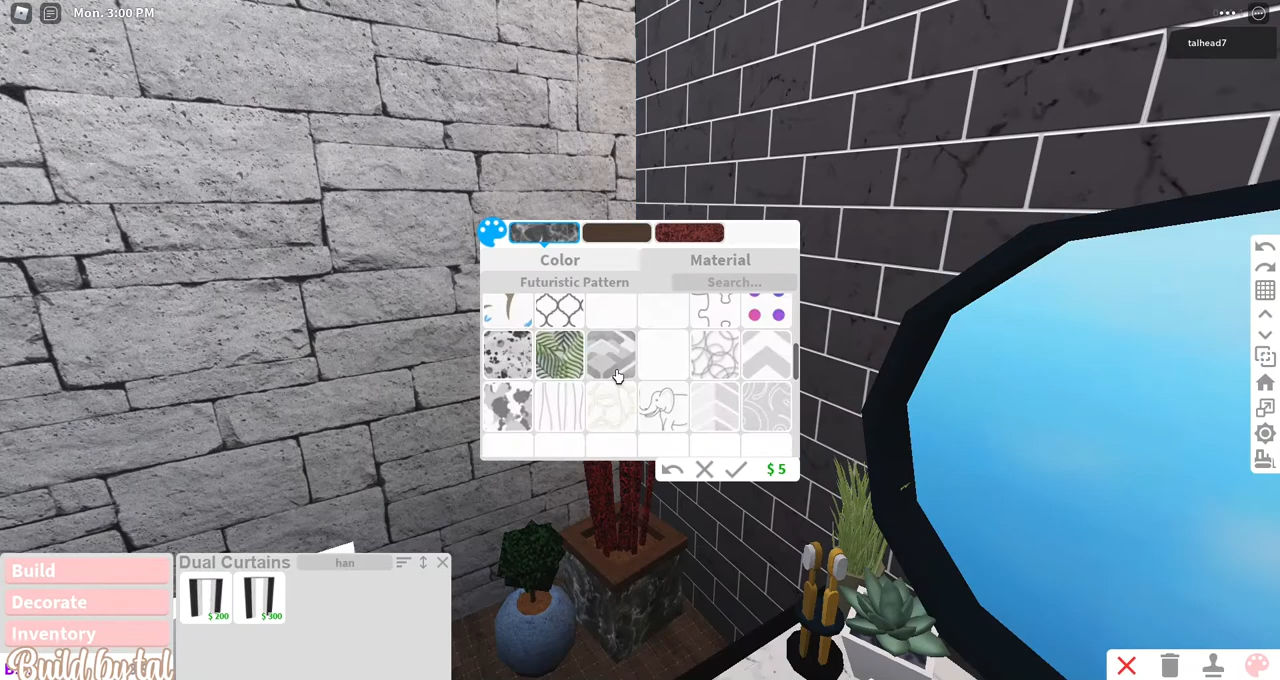 Mon. 3:00 PM
talhead7
Color
Material
Futuristic Pattern
Search...
$ 5
Build
Decorate
Inventory
Build by tal
Dual Curtains
han
$ 200
$ 300